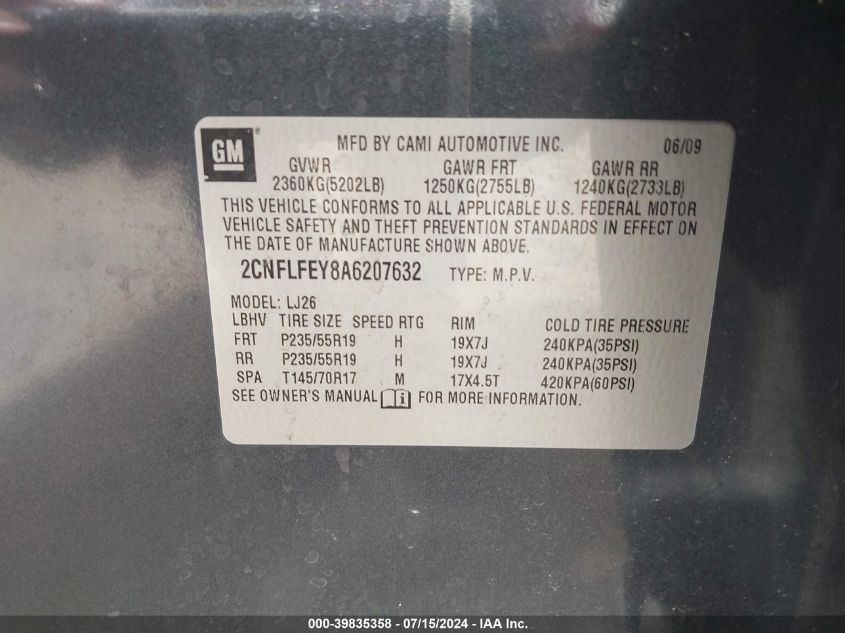 GM ®
MFD BY CAMI AUTOMOTIVE INC. 06/09
GVWR GAWR FRT GAWR RR
2360KG(5202LB) 1250KG(2755LB) 1240KG(2733LB)
THIS VEHICLE CONFORMS TO ALL APPLICABLE U.S. FEDERAL MOTOR
VEHICLE SAFETY AND THEFT PREVENTION STANDARDS IN EFFECT ON
THE DATE OF MANUFACTURE SHOWN ABOVE.
2CNFLFEY8A6207632 TYPE: M.P.V.
MODEL: LJ26
LBHV TIRE SIZE SPEED RTG RIM COLD TIRE PRESSURE
FRT P235/55R19 H 19X7J 240KPA(35PSI)
RR P235/55R19 H 19X7J 240KPA(35PSI)
SPA T145/70R17 M 17X4.5T 420KPA(60PSI)
SEE OWNER'S MANUAL i FOR MORE INFORMATION.
000-39835358 - 07/15/2024 - IAA Inc.